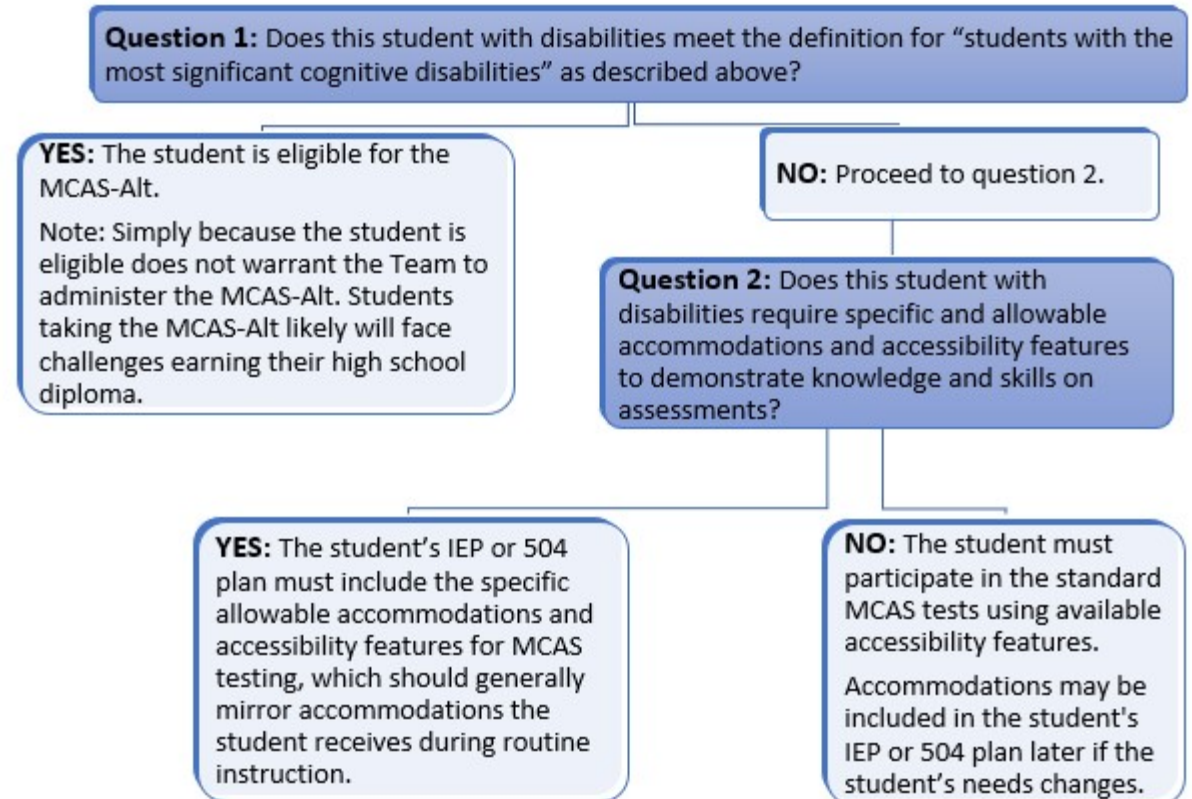 Question 1: Does this student with disabilities meet the definition for “students with the
most significant cognitive disabilities” as described above?
YES: The student is eligible for the
MCAS-Alt.
Note: Simply because the student is
eligible does not warrant the Team to
administer the MCAS-Alt. Students
taking the MCAS-Alt likely will face
challenges earning their high school
diploma.
NO: Proceed to question 2.
Question 2: Does this student with
disabilities require specific and allowable
accommodations and accessibility features
to demonstrate knowledge and skills on
assessments?
YES: The student’s IEP or 504
plan must include the specific
allowable accommodations and
accessibility features for MCAS
testing, which should generally
mirror accommodations the
student receives during routine
instruction.
NO: The student must
participate in the standard
MCAS tests using available
accessibility features.
Accommodations may be
included in the student's
IEP or 504 plan later if the
student’s needs changes.